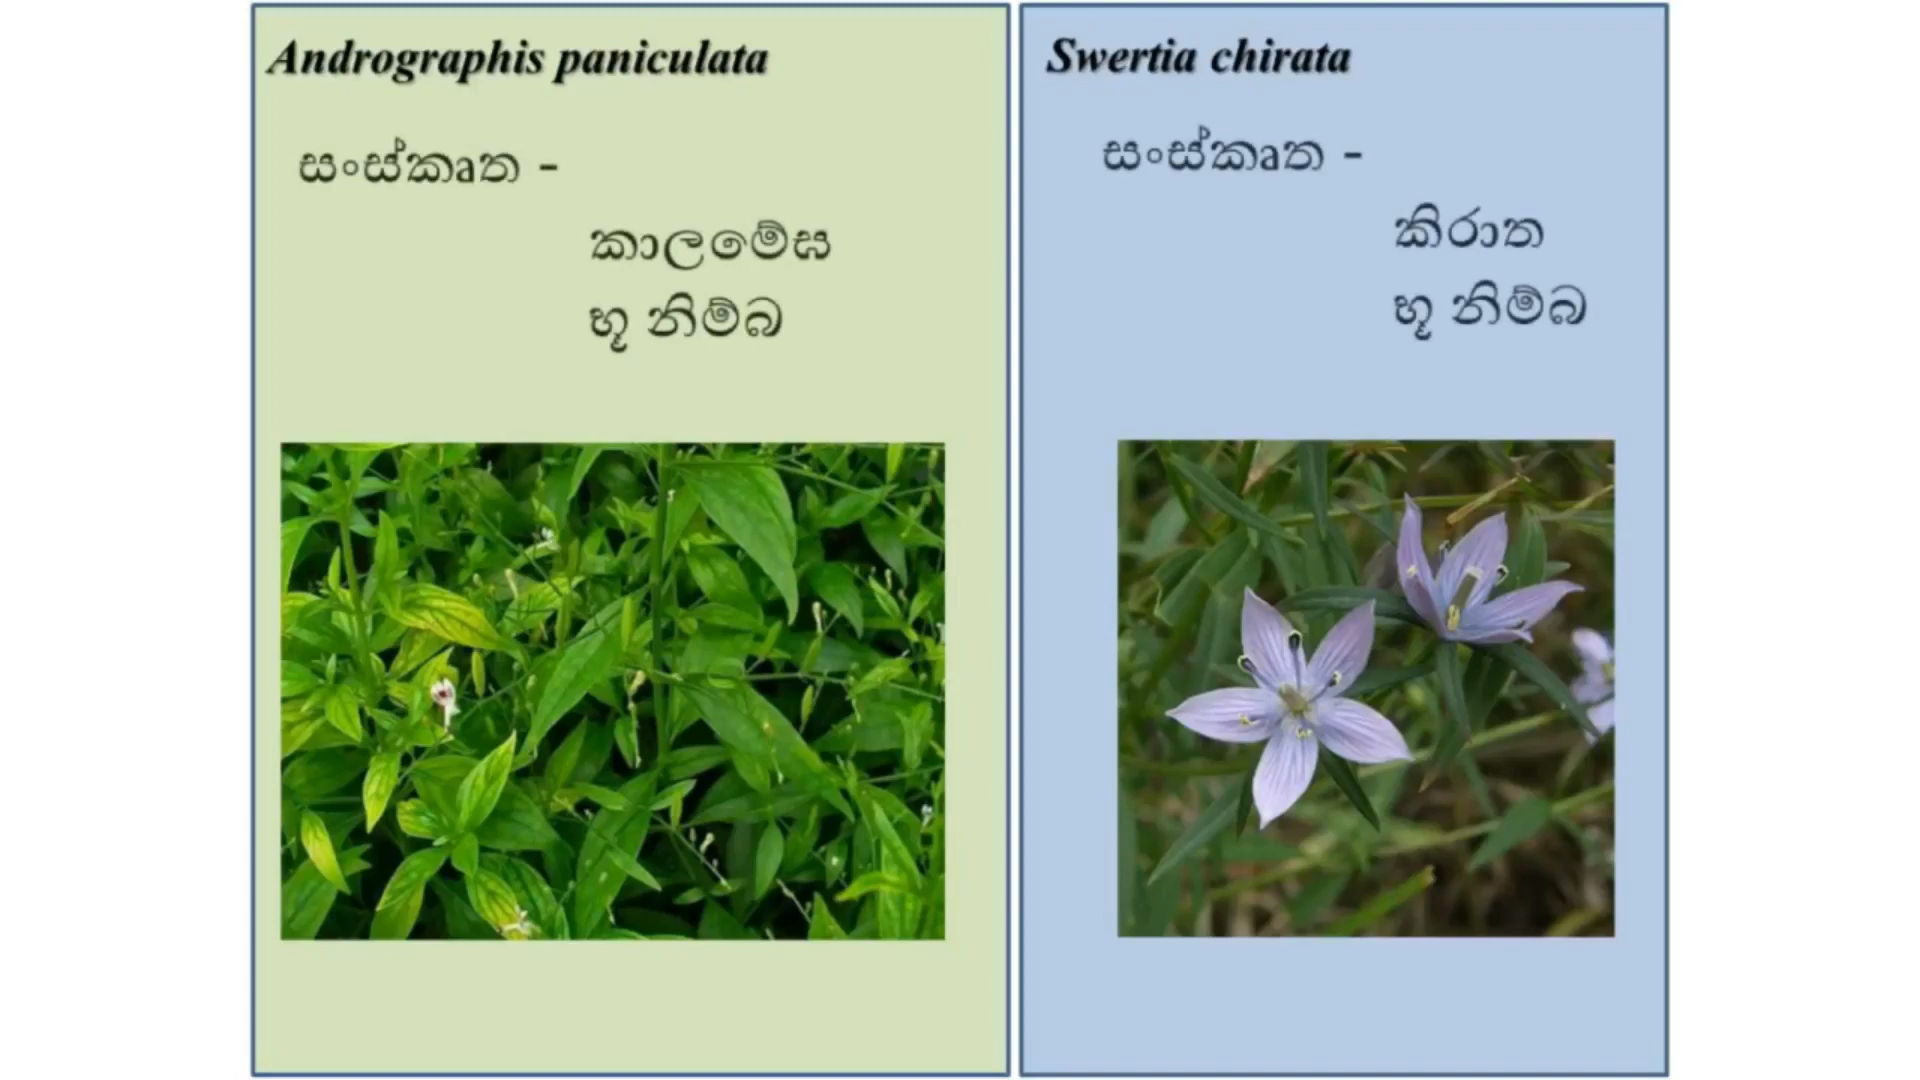 Andrographis paniculata
සංස්කෘත -
කාලමේඝ
භූ නිම්බ
Swertia chirata
සංස්කෘත -
කිරාත
භූ නිම්බ